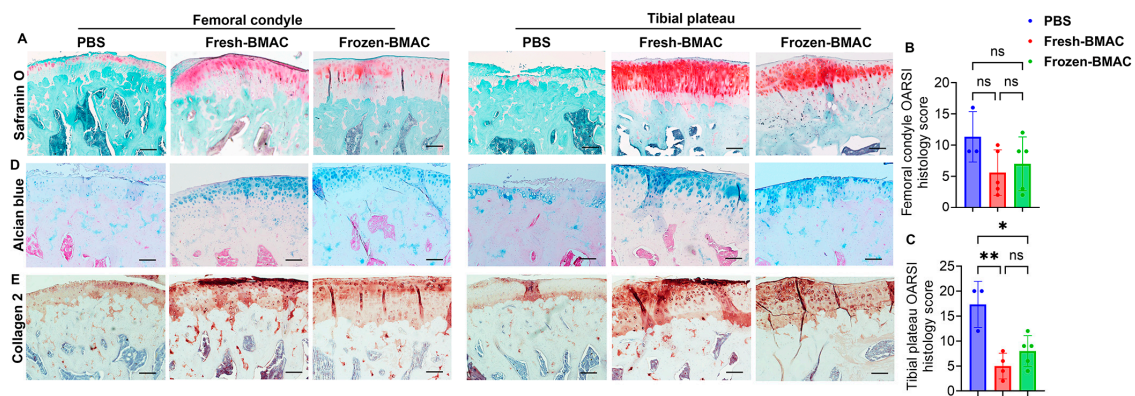 Femoral condyle
Tibial plateau
A
PBS
Fresh-BMAC
Frozen-BMAC
PBS
Fresh-BMAC
Frozen-BMAC
Safranin O
D
Alcian blue
E
Collagen 2
PBS
Fresh-BMAC
Frozen-BMAC
B
Femoral condyle OARSI
histology score
20
15
10
5
0
ns
ns
ns
C
Tibial plateau OARSI
histology score
25
20
15
10
5
0
*
**
ns